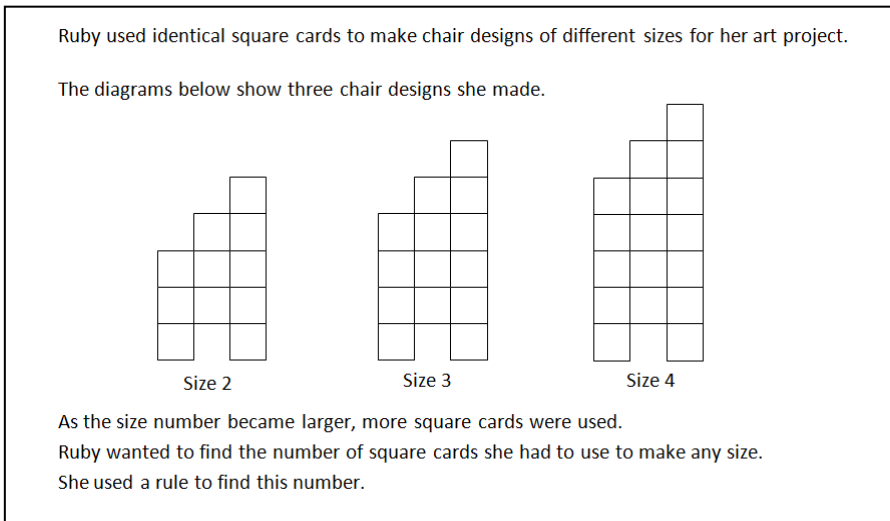 Ruby used identical square cards to make chair designs of different sizes for her art project.
The diagrams below show three chair designs she made.
Size 2
Size 3
Size 4
As the size number became larger, more square cards were used.
Ruby wanted to find the number of square cards she had to use to make any size.
She used a rule to find this number.